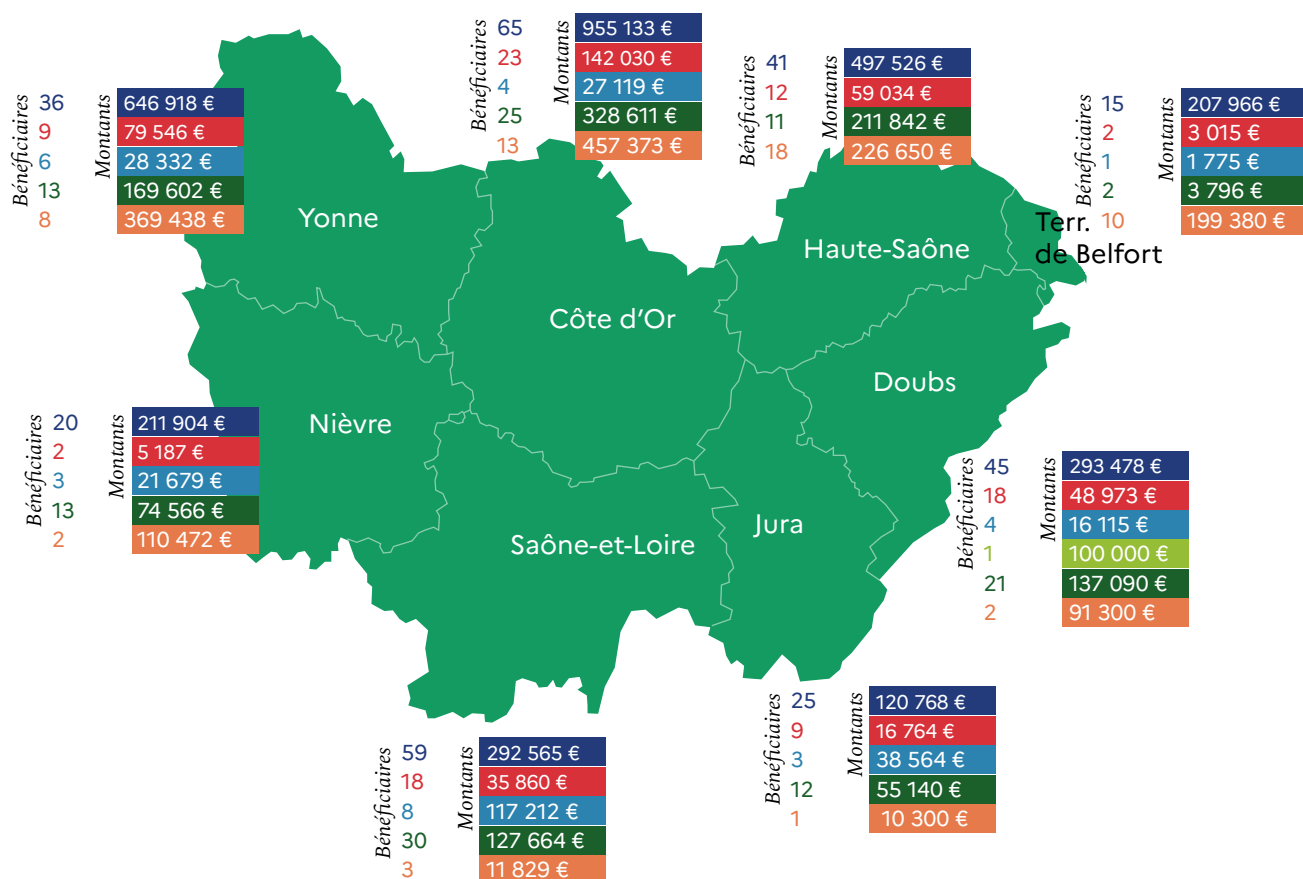 Bénéficiaires
65
23
4
25
13
Montants
955 133 €
142 030 €
27 119 €
328 611 €
457 373 €
Bénéficiaires
41
12
11
18
Montants
497 526 €
59 034 €
211 842 €
226 650 €
Bénéficiaires
36
9
6
13
8
Montants
646 918 €
79 546 €
28 332 €
169 602 €
369 438 €
Bénéficiaires
15
2
1
2
10
Montants
207 966 €
3 015 €
1 775 €
3 796 €
199 380 €
Yonne
Haute-Saône
Terr.
de Belfort
Côte d'Or
Doubs
Nièvre
Bénéficiaires
20
2
3
13
2
Montants
211 904 €
5 187 €
21 679 €
74 566 €
110 472 €
Saône-et-Loire
Jura
Bénéficiaires
45
18
4
1
21
2
Montants
293 478 €
48 973 €
16 115 €
100 000 €
137 090 €
91 300 €
Bénéficiaires
25
9
3
12
1
Montants
120 768 €
16 764 €
38 564 €
55 140 €
10 300 €
Bénéficiaires
59
18
8
30
3
Montants
292 565 €
35 860 €
117 212 €
127 664 €
11 829 €